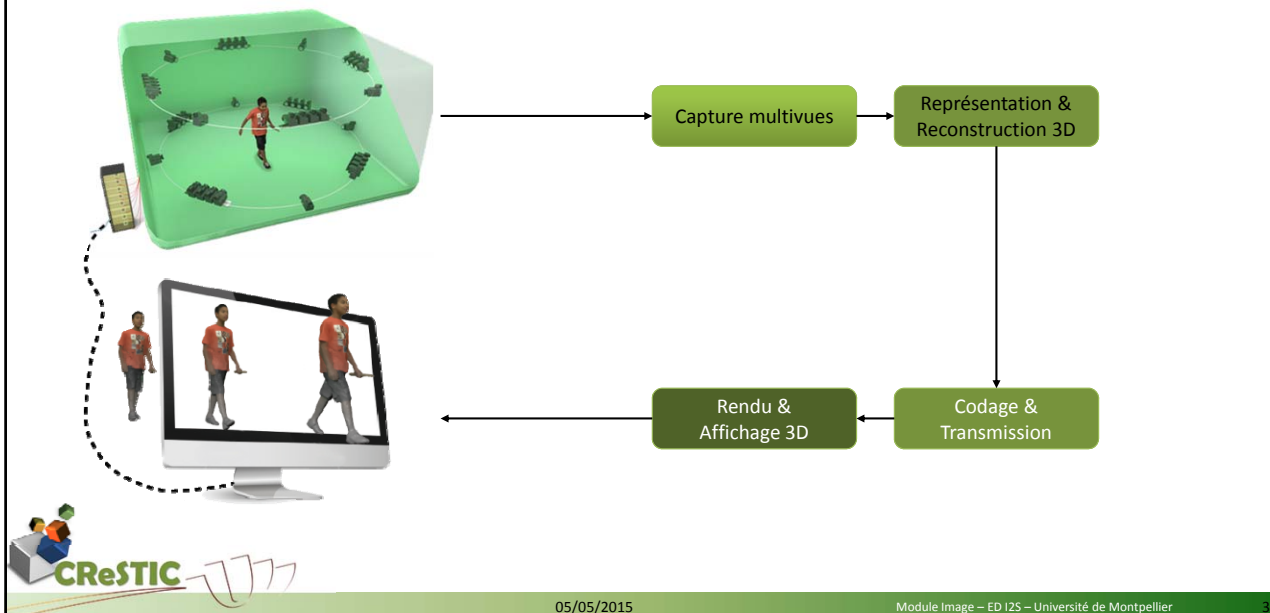 Capture multivues
Représentation &
Reconstruction 3D
Rendu &
Affichage 3D
Codage &
Transmission
CReSTIC
05/05/2015
Module Image – ED I2S – Université de Montpellier
3